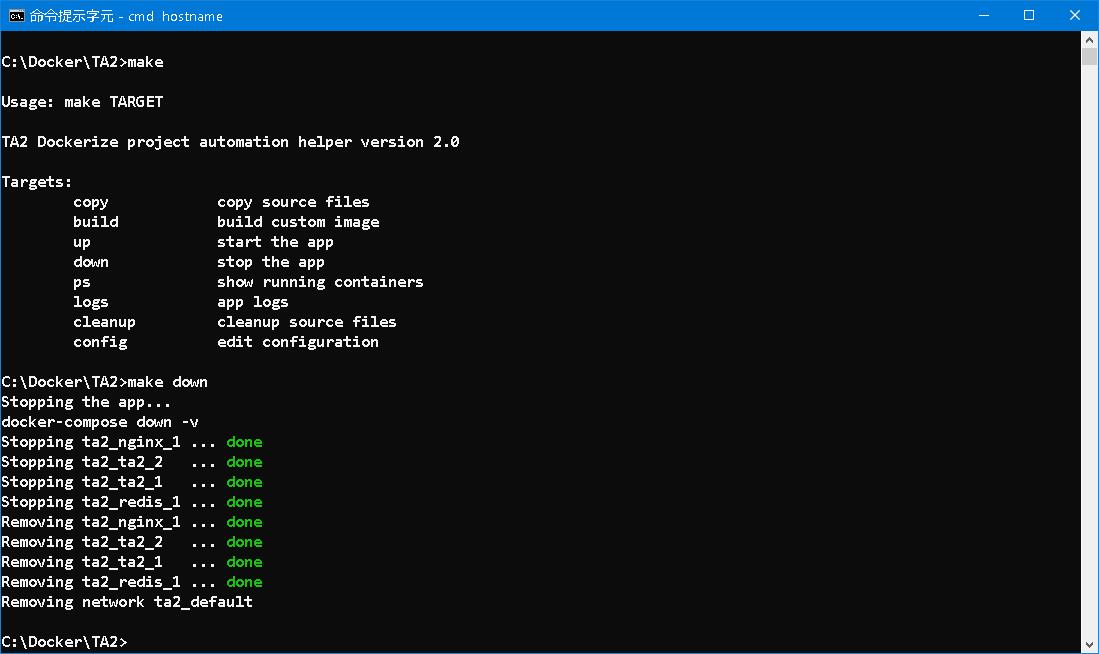 命令提示字元 - cmd hostname
C:\Docker\TA2>make
Usage: make TARGET
TA2 Dockerize project automation helper version 2.0
Targets:
copy copy source files
build build custom image
up start the app
down stop the app
ps show running containers
logs app logs
cleanup cleanup source files
config edit configuration
C:\Docker\TA2>make down
Stopping the app...
docker-compose down -v
Stopping ta2_nginx_1 ... done
Stopping ta2_ta2_2 ... done
Stopping ta2_ta2_1 ... done
Stopping ta2_redis_1 ... done
Removing ta2_nginx_1 ... done
Removing ta2_ta2_2 ... done
Removing ta2_ta2_1 ... done
Removing ta2_redis_1 ... done
Removing network ta2_default
C:\Docker\TA2>